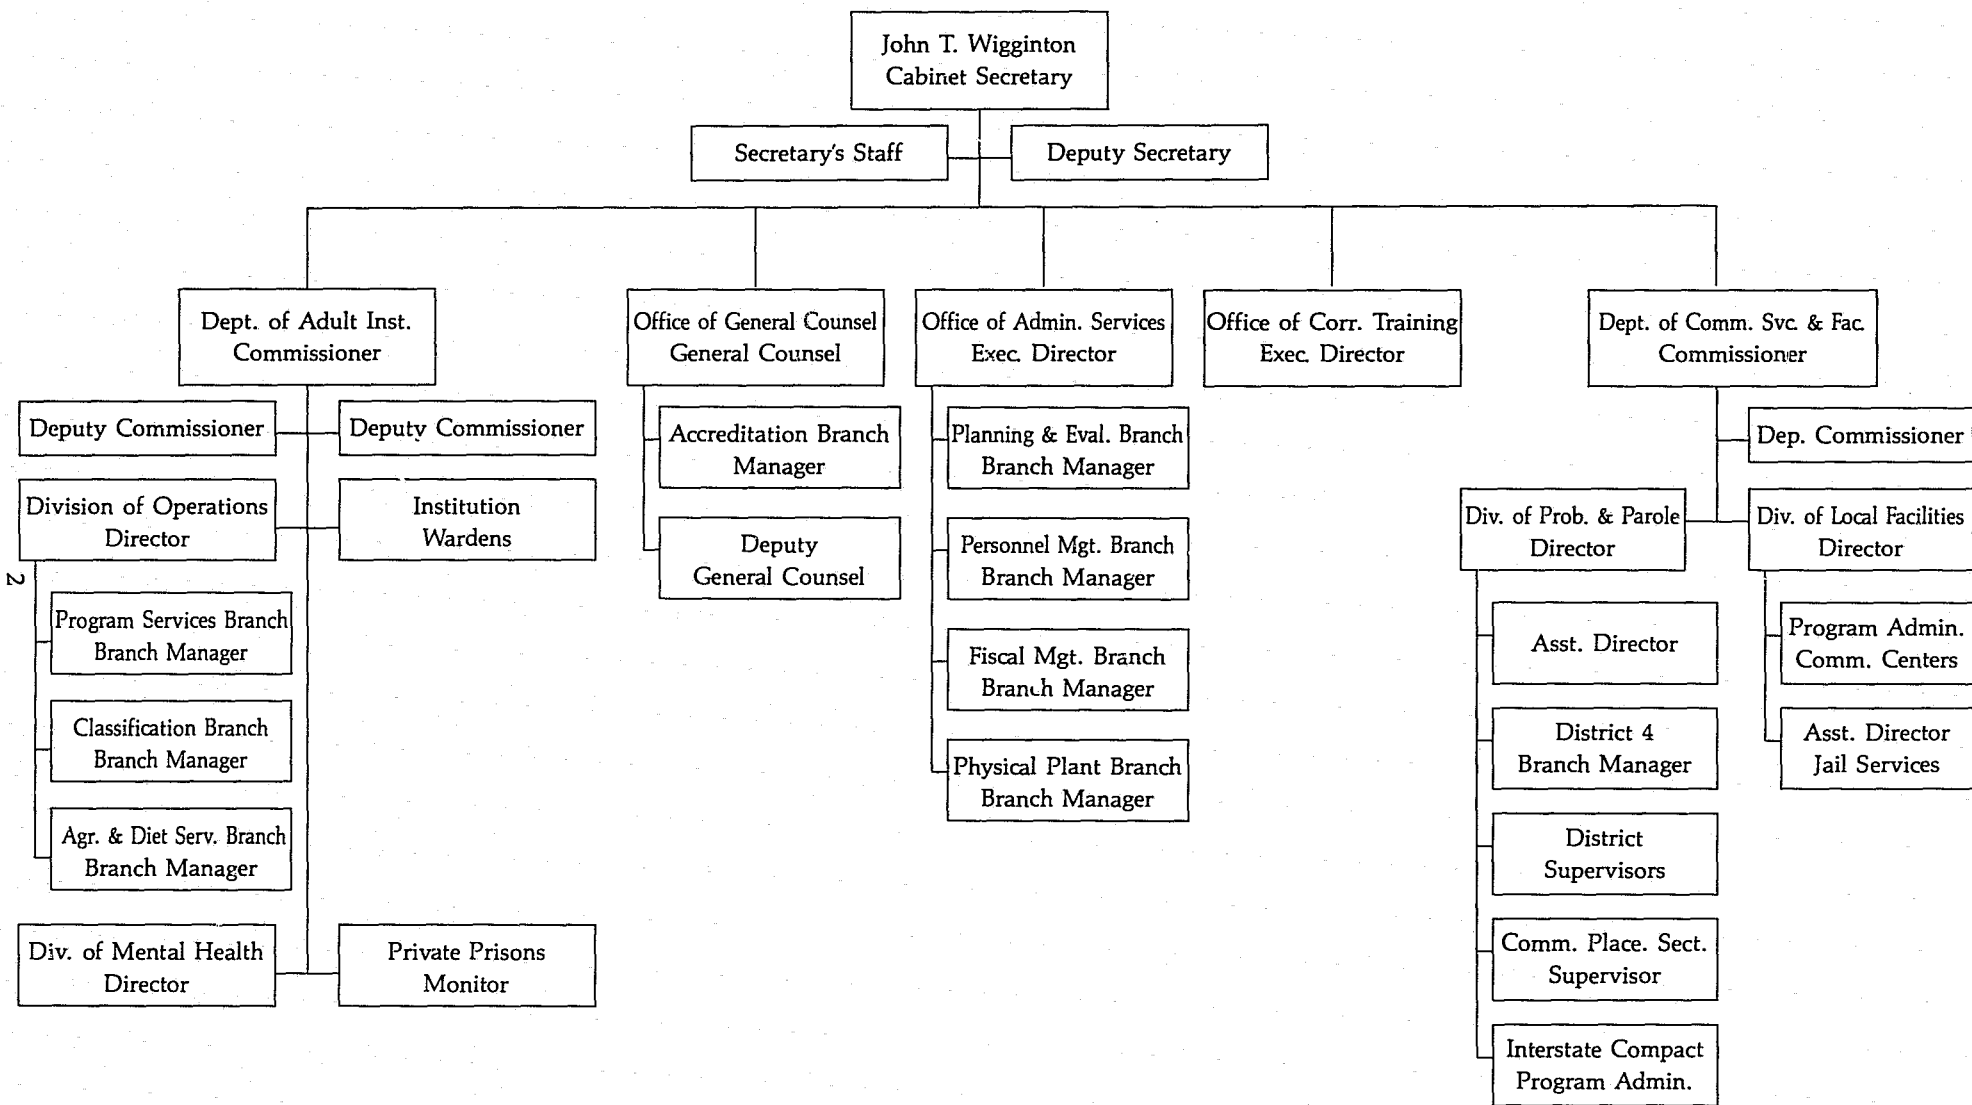 John T. Wigginton
Cabinet Secretary
Secretary's Staff
Deputy Secretary
Dept. of Adult Inst.
Commissioner
Office of General Counsel
General Counsel
Office of Admin. Services
Exec. Director
Office of Corr. Training
Exec. Director
Dept. of Comm. Svc. & Fac.
Commissioner
Deputy Commissioner
Deputy Commissioner
Division of Operations
Director
Institution
Wardens
Program Services Branch
Branch Manager
Classification Branch
Branch Manager
Agr. & Diet Serv. Branch
Branch Manager
Div. of Mental Health
Director
Private Prisons
Monitor
Accreditation Branch
Manager
Deputy
General Counsel
Planning & Eval. Branch
Branch Manager
Personnel Mgt. Branch
Branch Manager
Fiscal Mgt. Branch
Branch Manager
Physical Plant Branch
Branch Manager
Dep. Commissioner
Div. of Prob. & Parole
Director
Div. of Local Facilities
Director
Asst. Director
District 4
Branch Manager
District
Supervisors
Comm. Place. Sect.
Supervisor
Interstate Compact
Program Admin.
Program Admin.
Comm. Centers
Asst. Director
Jail Services
2